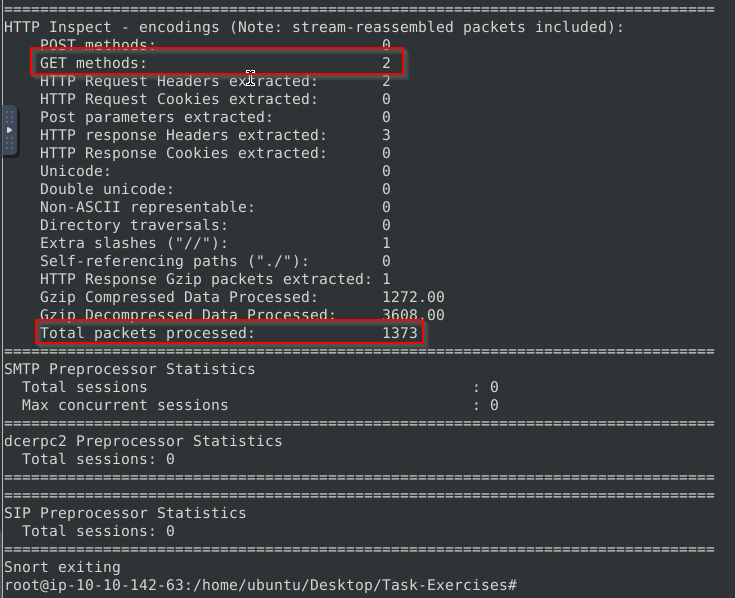 ===============================================================================
HTTP Inspect - encodings (Note: stream-reassembled packets included):
POST methods: 0
GET methods: 2
HTTP Request Headers extracted: 2
HTTP Request Cookies extracted: 0
Post parameters extracted: 0
HTTP response Headers extracted: 3
HTTP Response Cookies extracted: 0
Unicode: 0
Double unicode: 0
Non-ASCII representable: 0
Directory traversals: 0
Extra slashes ("//"): 1
Self-referencing paths ("./"): 0
HTTP Response Gzip packets extracted: 1
Gzip Compressed Data Processed: 1272.00
Gzip Decompressed Data Processed: 3608.00
Total packets processed: 1373
===============================================================================
SMTP Preprocessor Statistics
Total sessions : 0
Max concurrent sessions : 0
===============================================================================
dcerpc2 Preprocessor Statistics
Total sessions: 0
===============================================================================
===============================================================================
SIP Preprocessor Statistics
Total sessions: 0
===============================================================================
Snort exiting
root@ip-10-10-142-63:/home/ubuntu/Desktop/Task-Exercises#